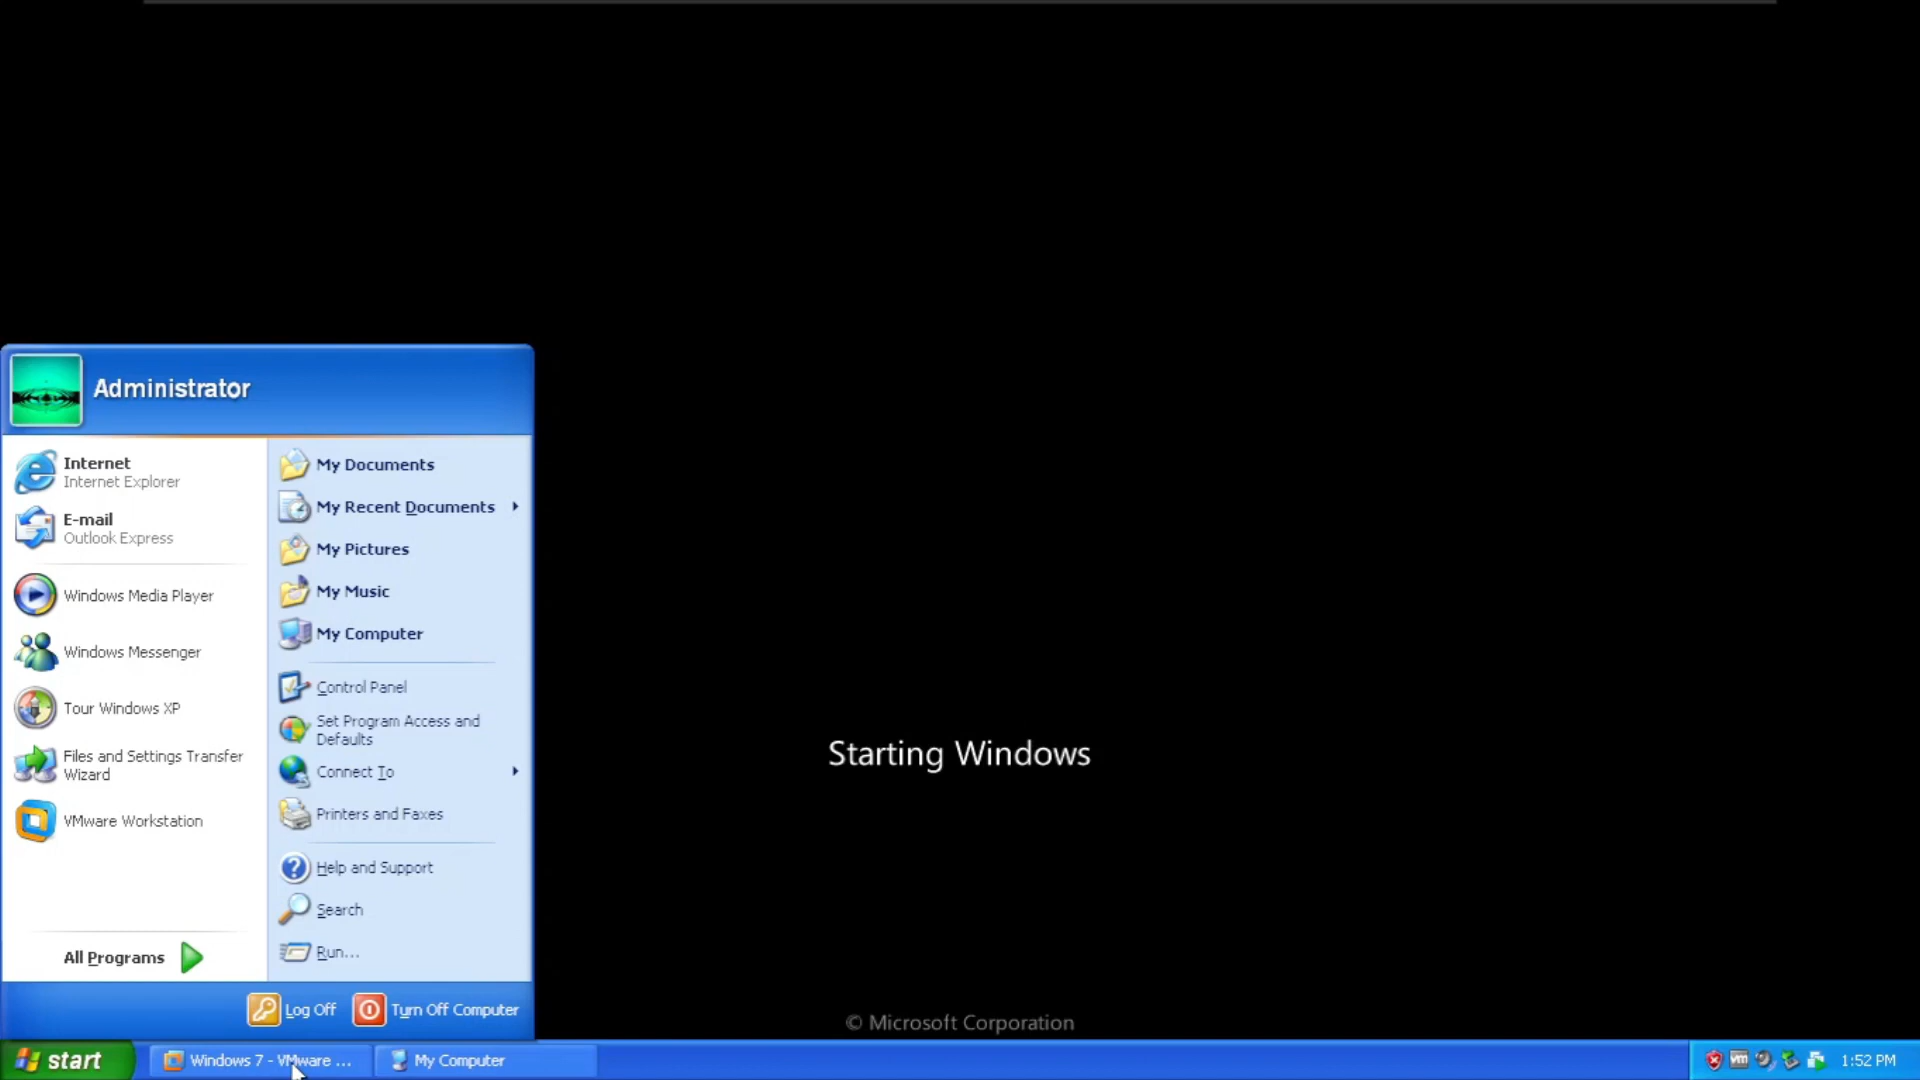 Administrator
Internet
Internet Explorer
E-mail
Outlook Express
Windows Media Player
Windows Messenger
Tour Windows XP
Files and Settings Transfer
Wizard
VMware Workstation
All Programs
My Documents
My Recent Documents
My Pictures
My Music
My Computer
Control Panel
Set Program Access and
Defaults
Connect To
Printers and Faxes
Help and Support
Search
Run...
Log Off
Turn Off Computer
Starting Windows
© Microsoft Corporation
start
Windows 7 - VMware ...
My Computer
vm
1:52 PM